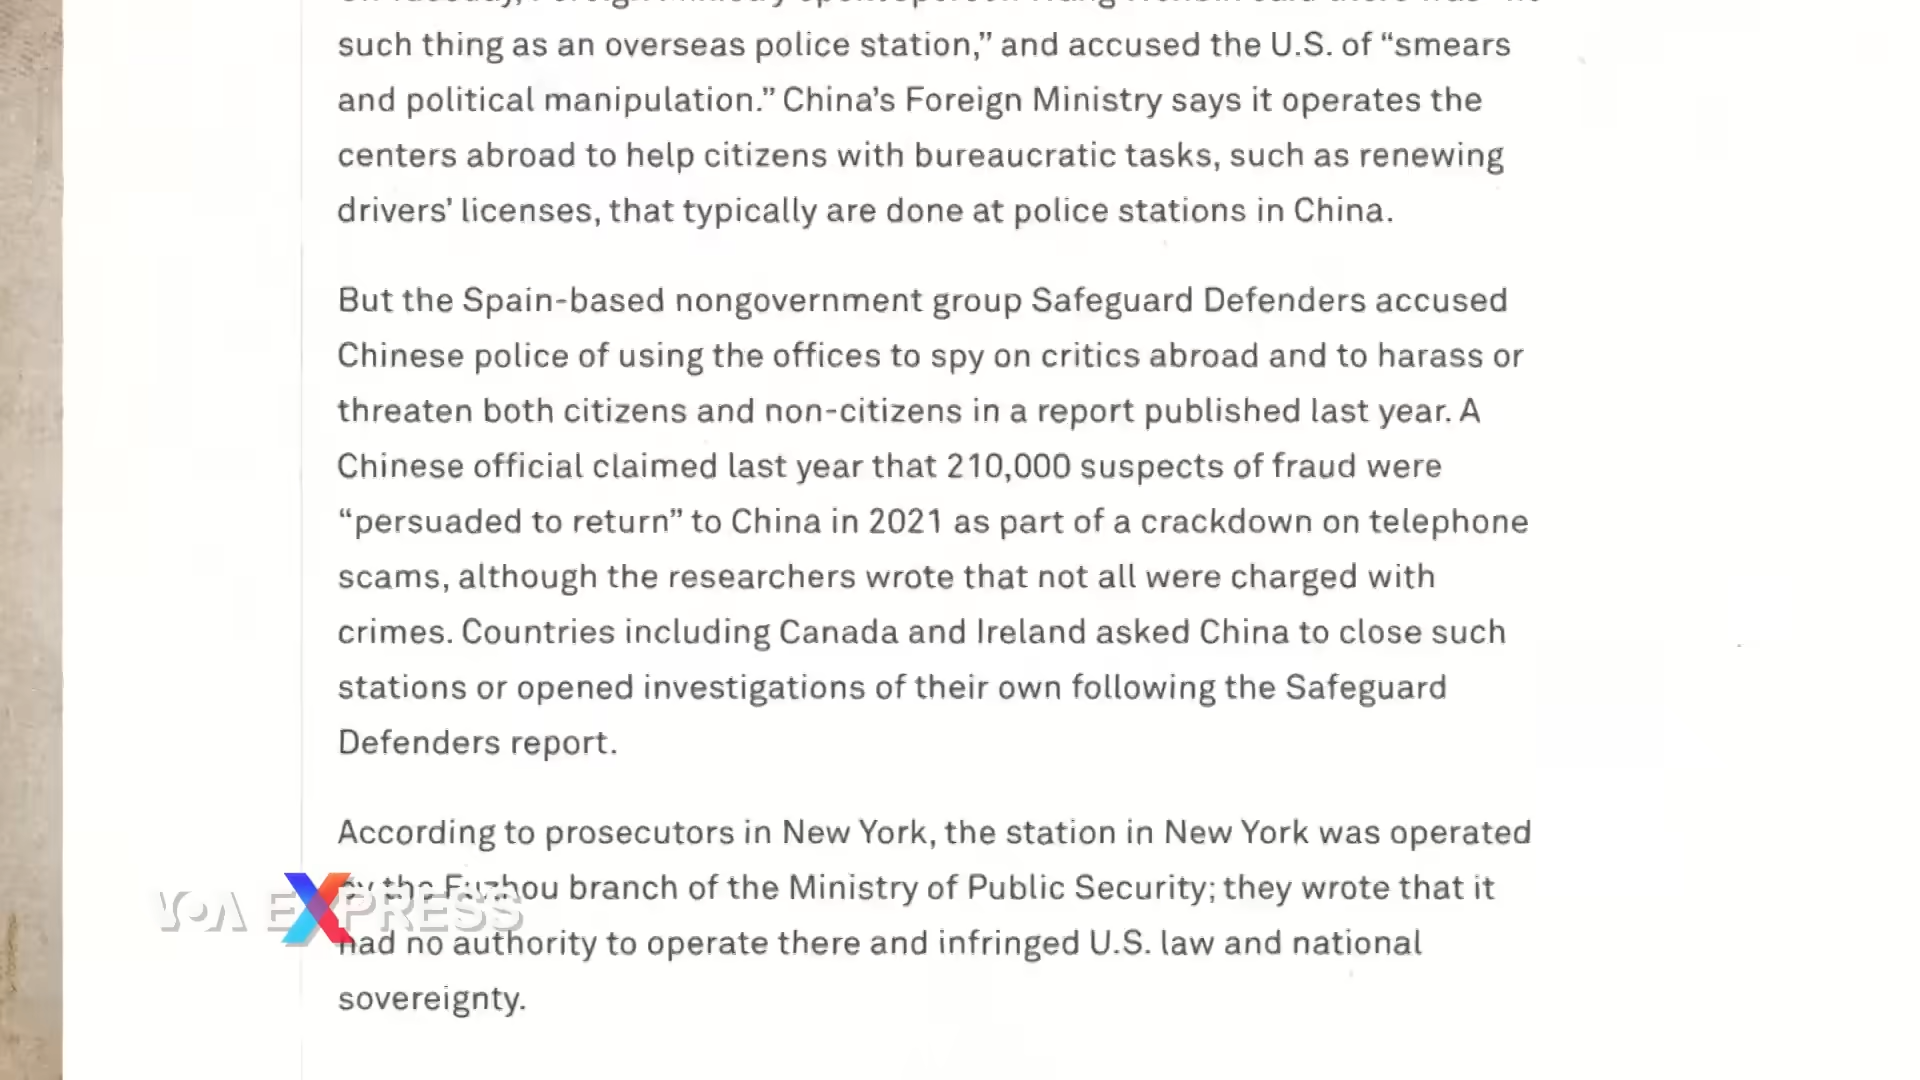 such thing as an overseas police station,” and accused the U.S. of “smears
and political manipulation.” China’s Foreign Ministry says it operates the
centers abroad to help citizens with bureaucratic tasks, such as renewing
drivers’ licenses, that typically are done at police stations in China.
But the Spain-based nongovernment group Safeguard Defenders accused
Chinese police of using the offices to spy on critics abroad and to harass or
threaten both citizens and non-citizens in a report published last year. A
Chinese official claimed last year that 210,000 suspects of fraud were
“persuaded to return” to China in 2021 as part of a crackdown on telephone
scams, although the researchers wrote that not all were charged with
crimes. Countries including Canada and Ireland asked China to close such
stations or opened investigations of their own following the Safeguard
Defenders report.
According to prosecutors in New York, the station in New York was operated
by the Fuzhou branch of the Ministry of Public Security; they wrote that it
had no authority to operate there and infringed U.S. law and national
sovereignty.
VOA EXPRESS